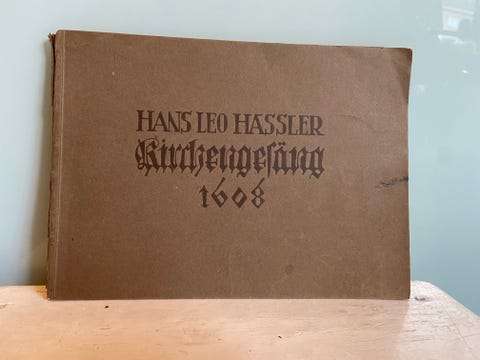 HANS LEO HASSLER
Kirchengesäng
1608